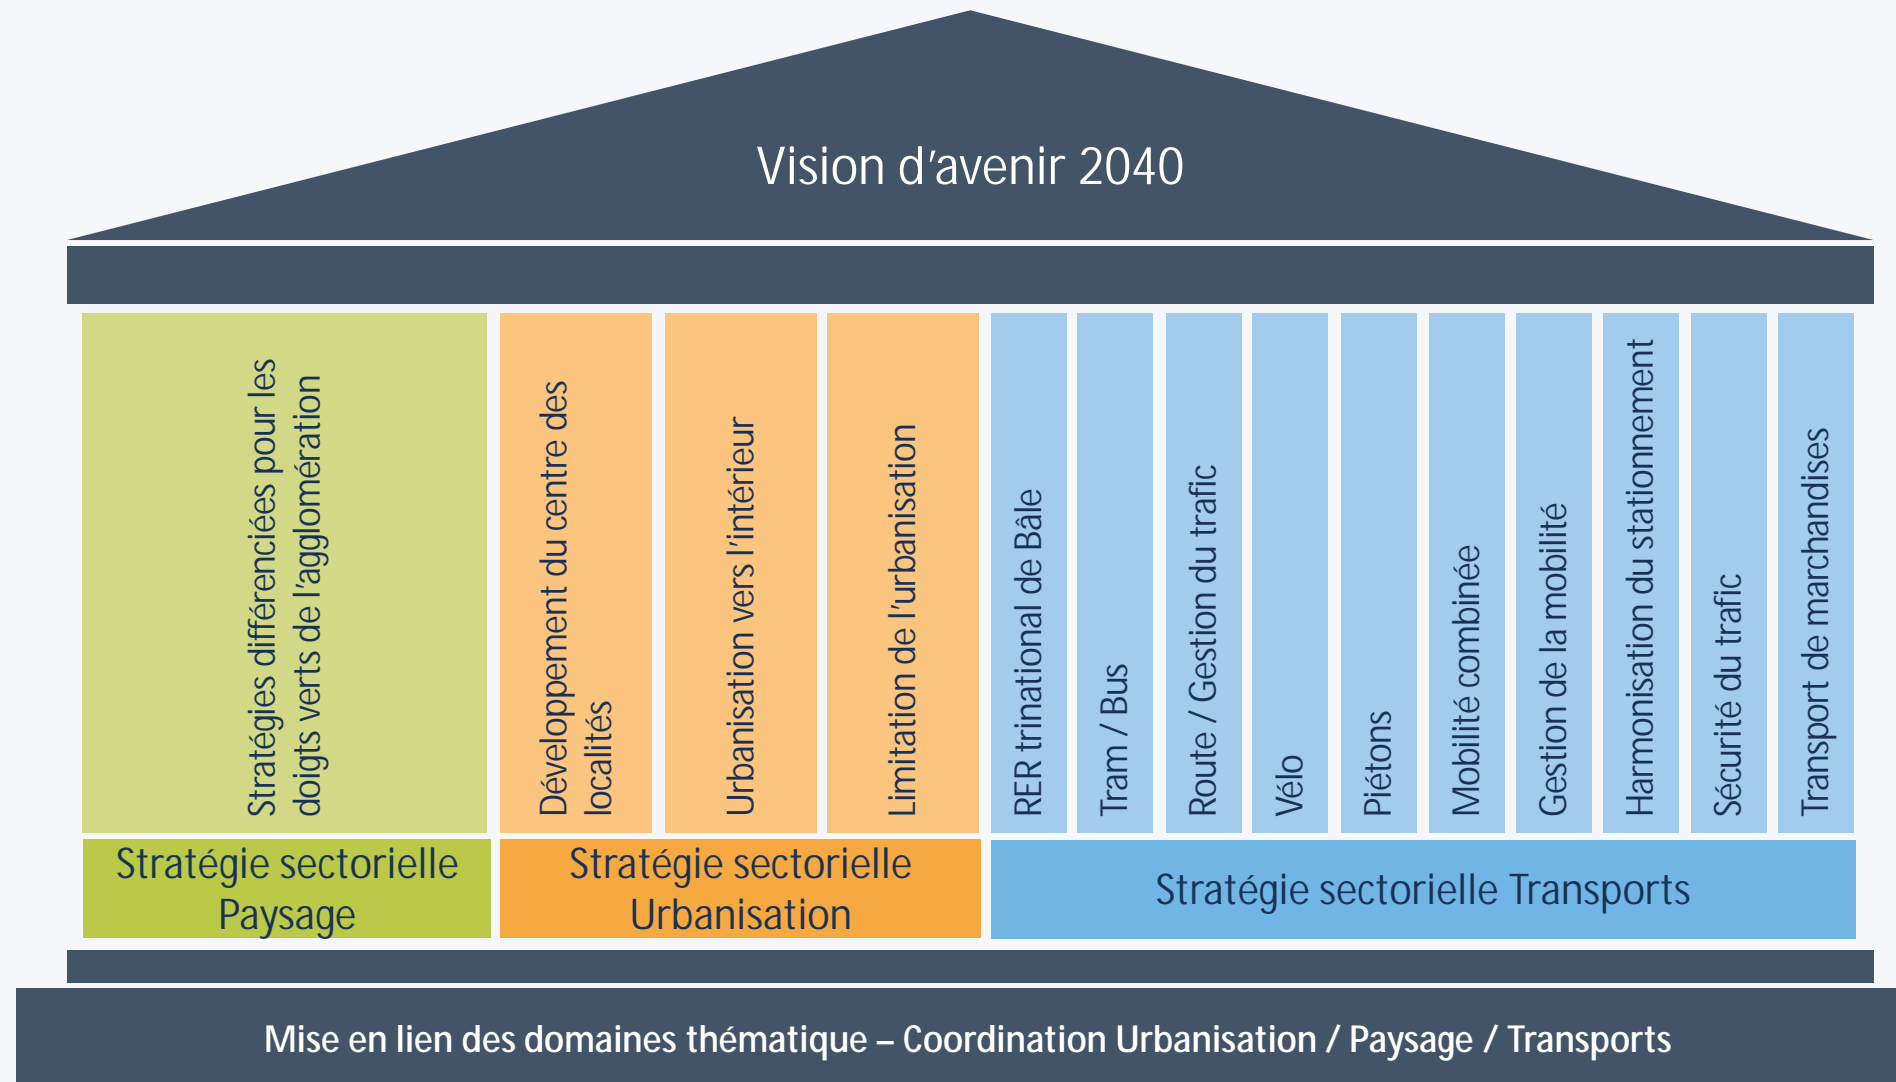 Vision d’avenir 2040
Stratégies différenciées pour les
doigts verts de l’agglomération
Développement du centre des
localités
Urbanisation vers l’intérieur
Limitation de l’urbanisation
RER trinational de Bâle
Tram / Bus
Route / Gestion du trafic
Vélo
Piétons
Mobilité combinée
Gestion de la mobilité
Harmonisation du stationnement
Sécurité du trafic
Transport de marchandises
Stratégie sectorielle
Paysage
Stratégie sectorielle
Urbanisation
Stratégie sectorielle Transports
Mise en lien des domaines thématique – Coordination Urbanisation / Paysage / Transports